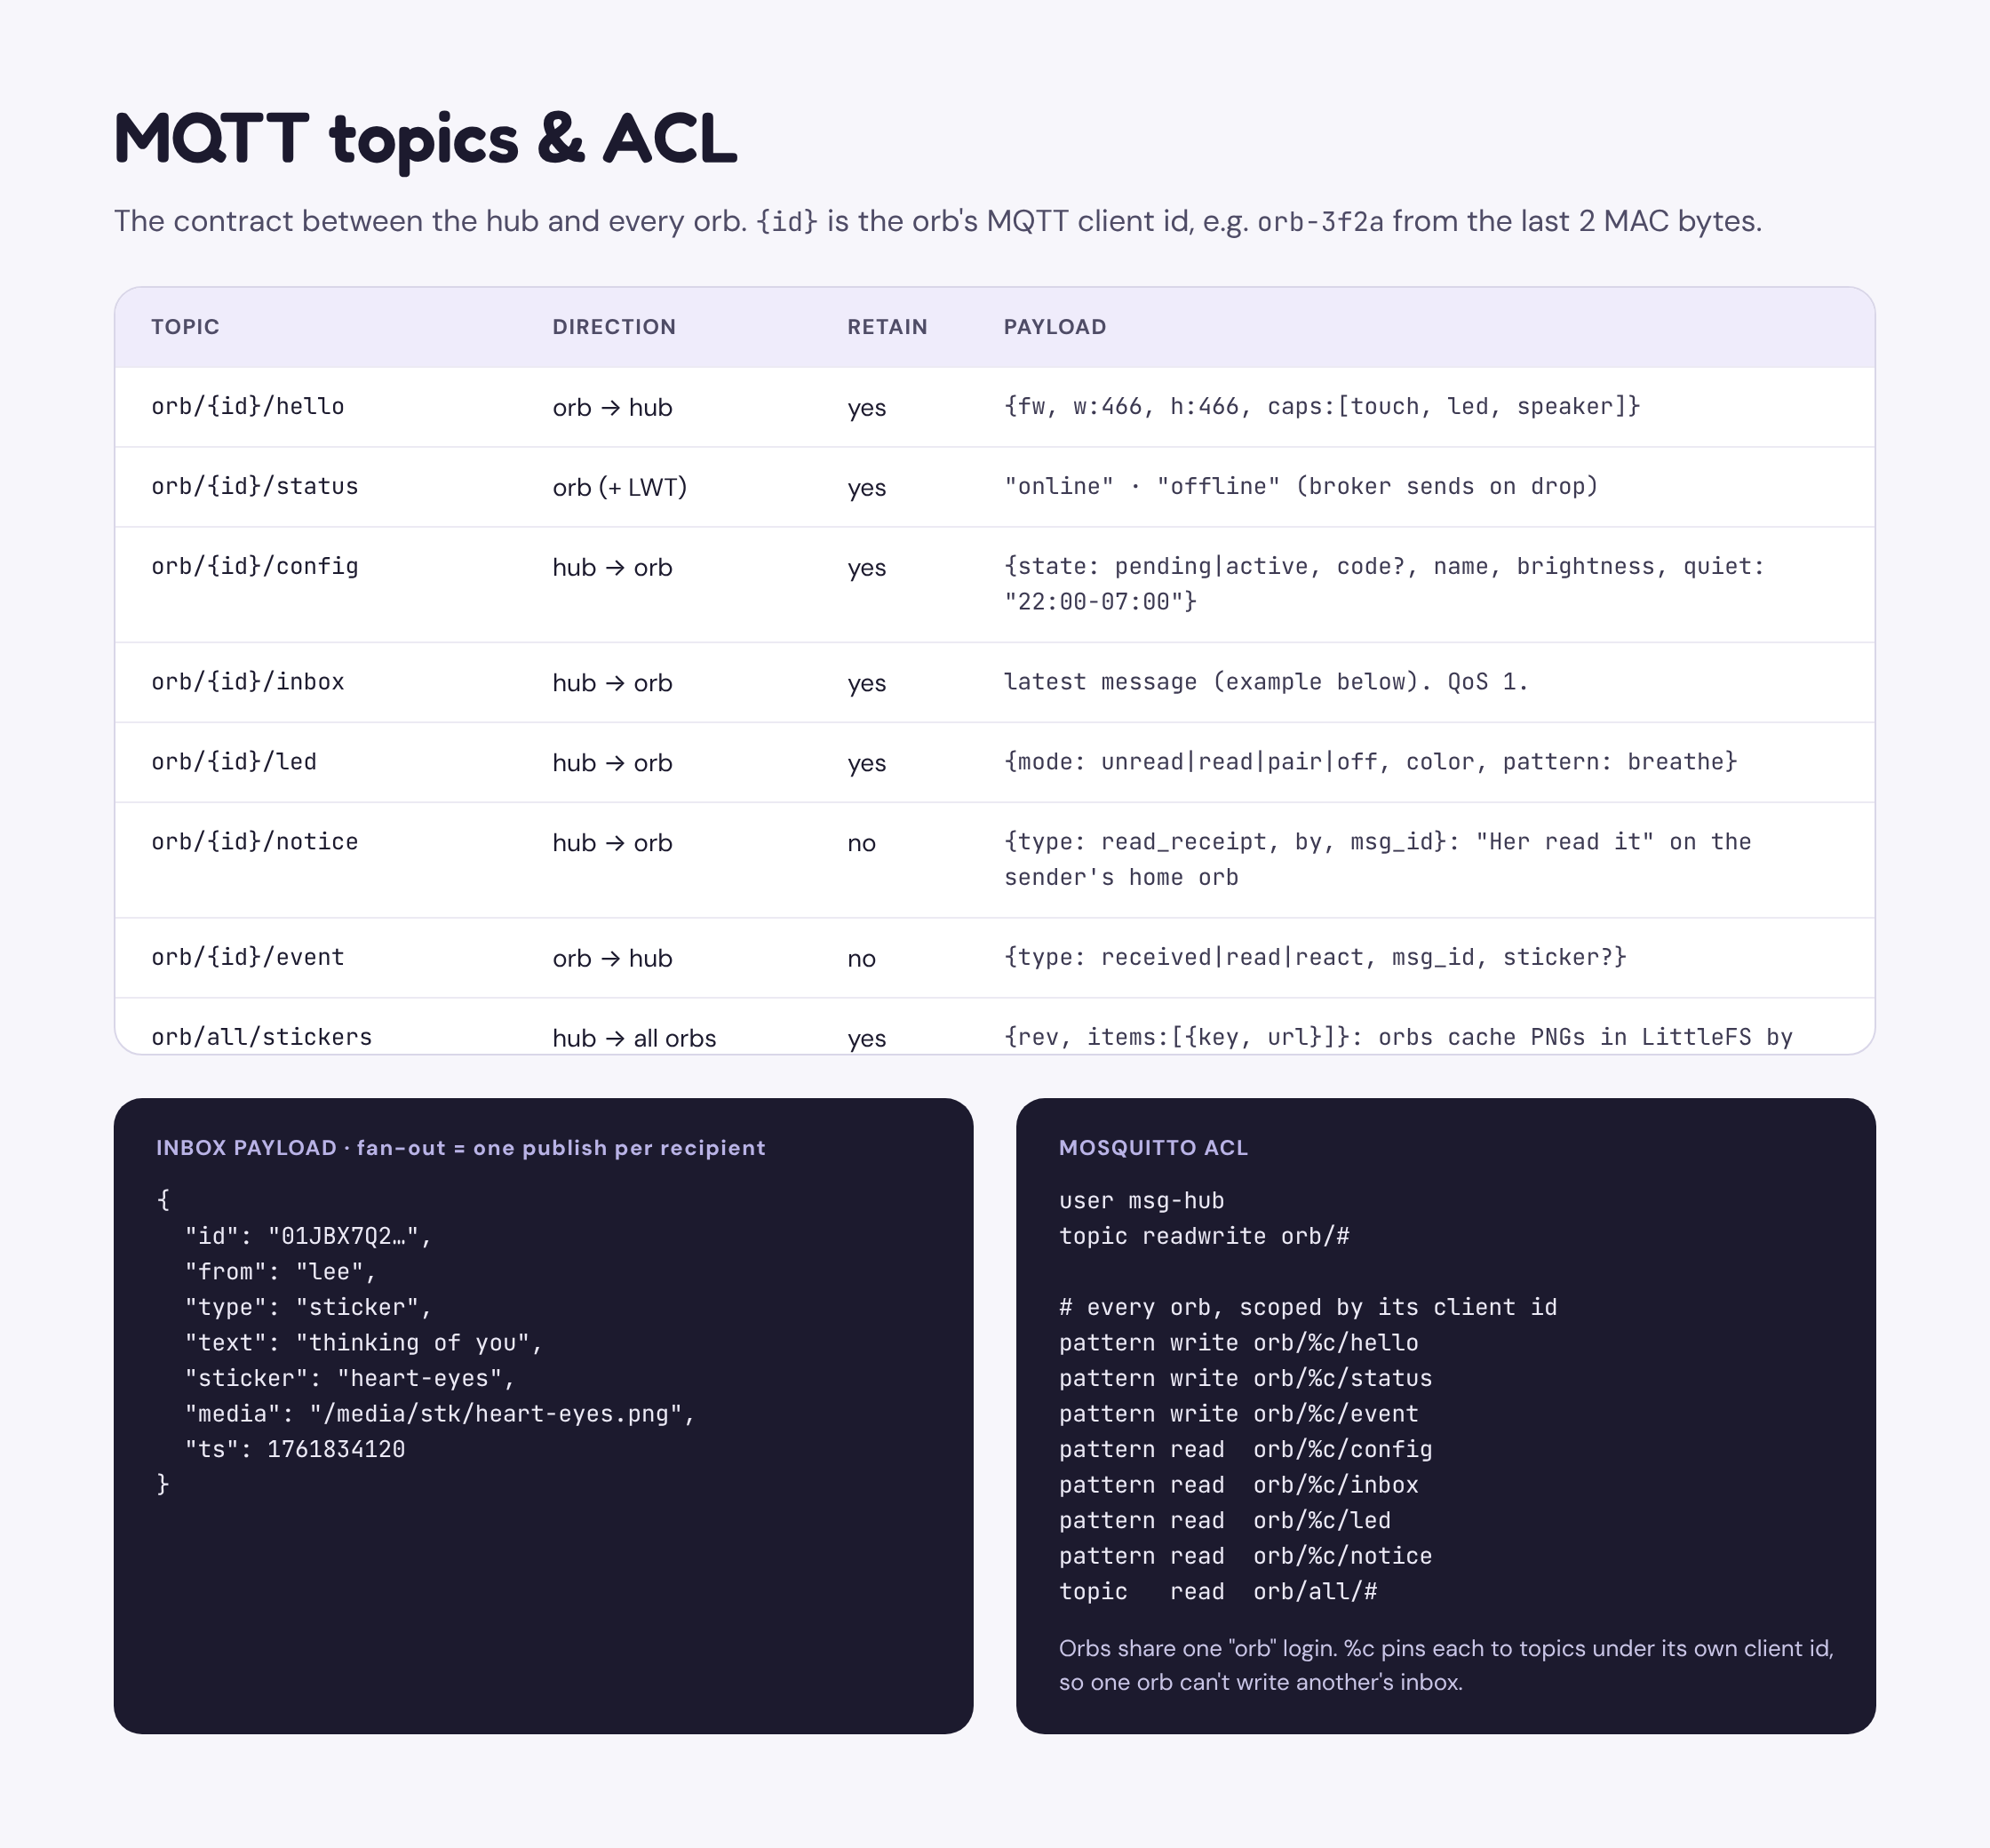 MQTT topics & ACL
The contract between the hub and every orb. {id} is the orb's MQTT client id, e.g. orb-3f2a from the last 2 MAC bytes.
TOPIC DIRECTION RETAIN PAYLOAD
orb/{id}/hello orb → hub yes {fw, w:466, h:466, caps:[touch, led, speaker]}
orb/{id}/status orb (+ LWT) yes "online" · "offline" (broker sends on drop)
orb/{id}/config hub → orb yes {state: pending|active, code?, name, brightness, quiet:
"22:00-07:00"}
orb/{id}/inbox hub → orb yes latest message (example below). QoS 1.
orb/{id}/led hub → orb yes {mode: unread|read|pair|off, color, pattern: breathe}
orb/{id}/notice hub → orb no {type: read_receipt, by, msg_id}: "Her read it" on the
sender's home orb
orb/{id}/event orb → hub no {type: received|read|react, msg_id, sticker?}
orb/all/stickers hub → all orbs yes {rev, items:[{key, url}]}: orbs cache PNGs in LittleFS by
INBOX PAYLOAD · fan-out = one publish per recipient
{
  "id": "01JBX7Q2…",
  "from": "lee",
  "type": "sticker",
  "text": "thinking of you",
  "sticker": "heart-eyes",
  "media": "/media/stk/heart-eyes.png",
  "ts": 1761834120
}
MOSQUITTO ACL
user msg-hub
topic readwrite orb/#
# every orb, scoped by its client id
pattern write orb/%c/hello
pattern write orb/%c/status
pattern write orb/%c/event
pattern read  orb/%c/config
pattern read  orb/%c/inbox
pattern read  orb/%c/led
pattern read  orb/%c/notice
topic   read  orb/all/#
Orbs share one "orb" login. %c pins each to topics under its own client id,
so one orb can't write another's inbox.